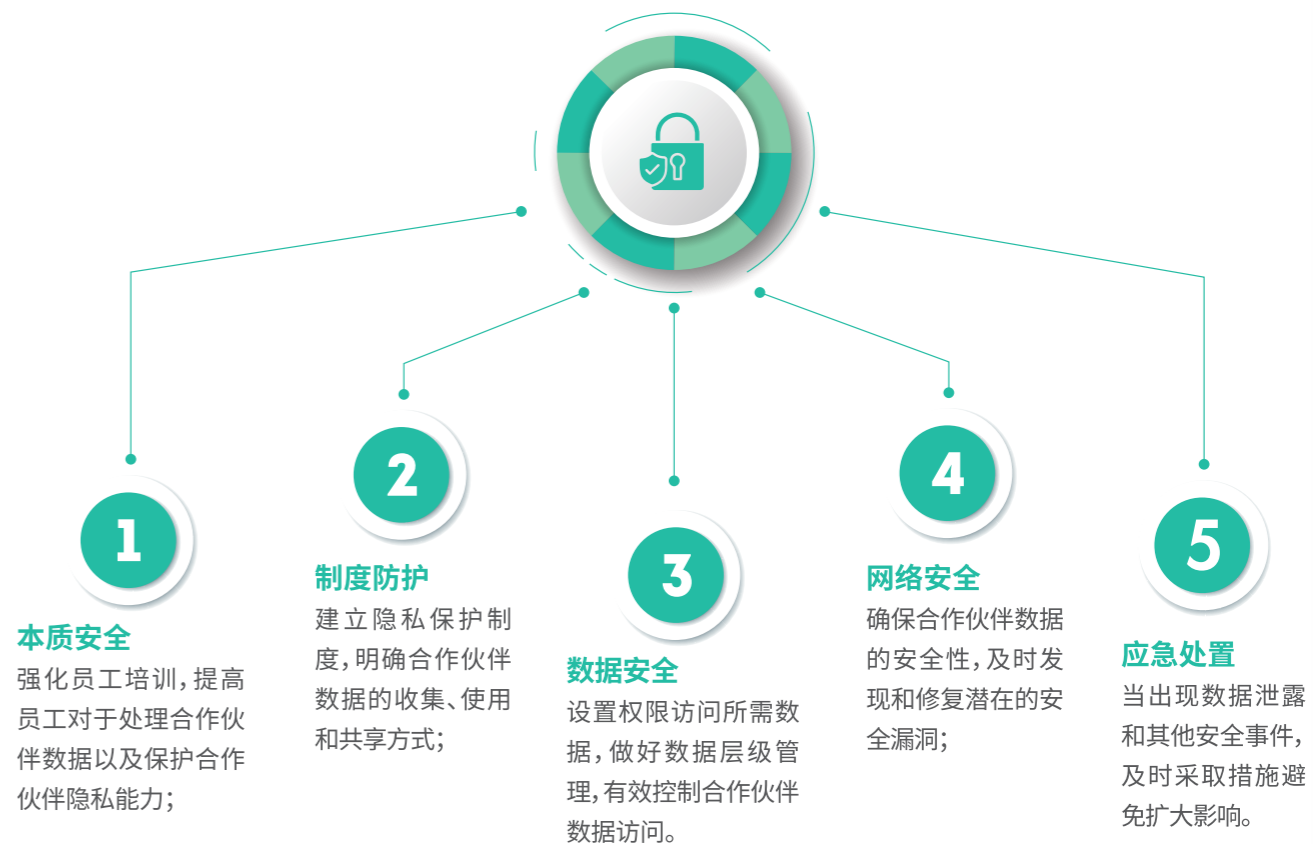 1
本质安全
强化员工培训，提高
员工对于处理合作伙
伴数据以及保护合作
伙伴隐私能力；
2
制度防护
建立隐私保护制
度，明确合作伙伴
数据的收集、使用
和共享方式；
3
数据安全
设置权限访问所需数
据，做好数据层级管
理，有效控制合作伙伴
数据访问。
4
网络安全
确保合作伙伴数据
的安全性，及时发
现和修复潜在的安
全漏洞；
5
应急处置
当出现数据泄露
和其他安全事件，
及时采取措施避
免扩大影响。